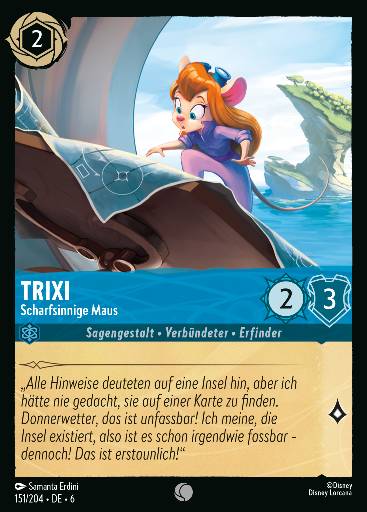 2
TRIXI
Scharfsinnige Maus
2 3
Sagengestalt • Verbündeter • Erfinder
„Alle Hinweise deuteten auf eine Insel hin, aber ich
hätte nie gedacht, sie auf einer Karte zu finden.
Donnerwetter, das ist unfassbar! Ich meine, die
Insel existiert, also ist es schon irgendwie fossbar -
dennoch! Das ist erstaunlich!“
Samanta Erdini
151/204 • DE • 6
©Disney
Disney Lorcana